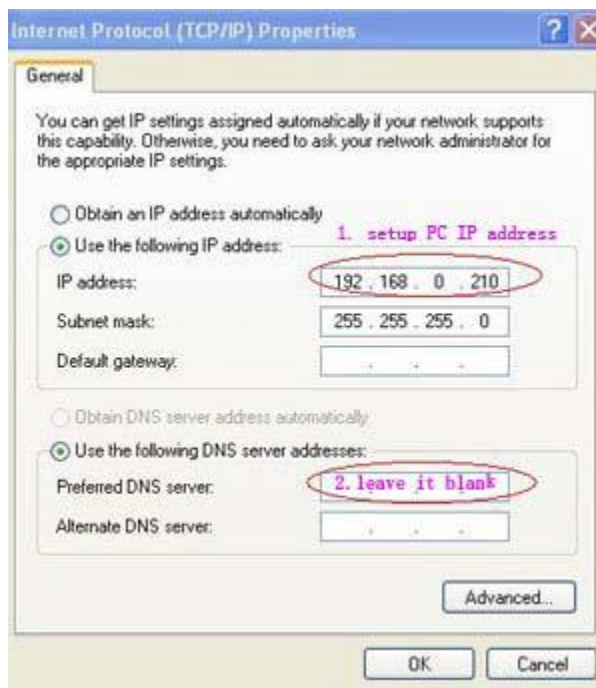 Internet Protocol (TCP/IP) Properties
General
You can get IP settings assigned automatically if your network supports
this capability. Otherwise, you need to ask your network administrator for
the appropriate IP settings.
Obtain an IP address automatically
1. setup PC IP address
Use the following IP address:
IP address: 192 . 168 . 0 . 210
Subnet mask: 255 . 255 . 255 . 0
Default gateway: . . .
Obtain DNS server address automatically
Use the following DNS server addresses:
Preferred DNS server: 2.leave it blank
Alternate DNS server: . . .
Advanced...
OK Cancel